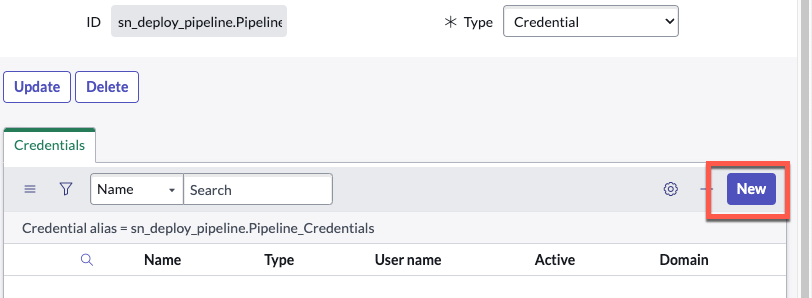 ID sn_deploy_pipeline.Pipeline Type Credential
Update Delete
Credentials
Name Search New
Credential alias = sn_deploy_pipeline.Pipeline_Credentials
Name Type User name Active Domain